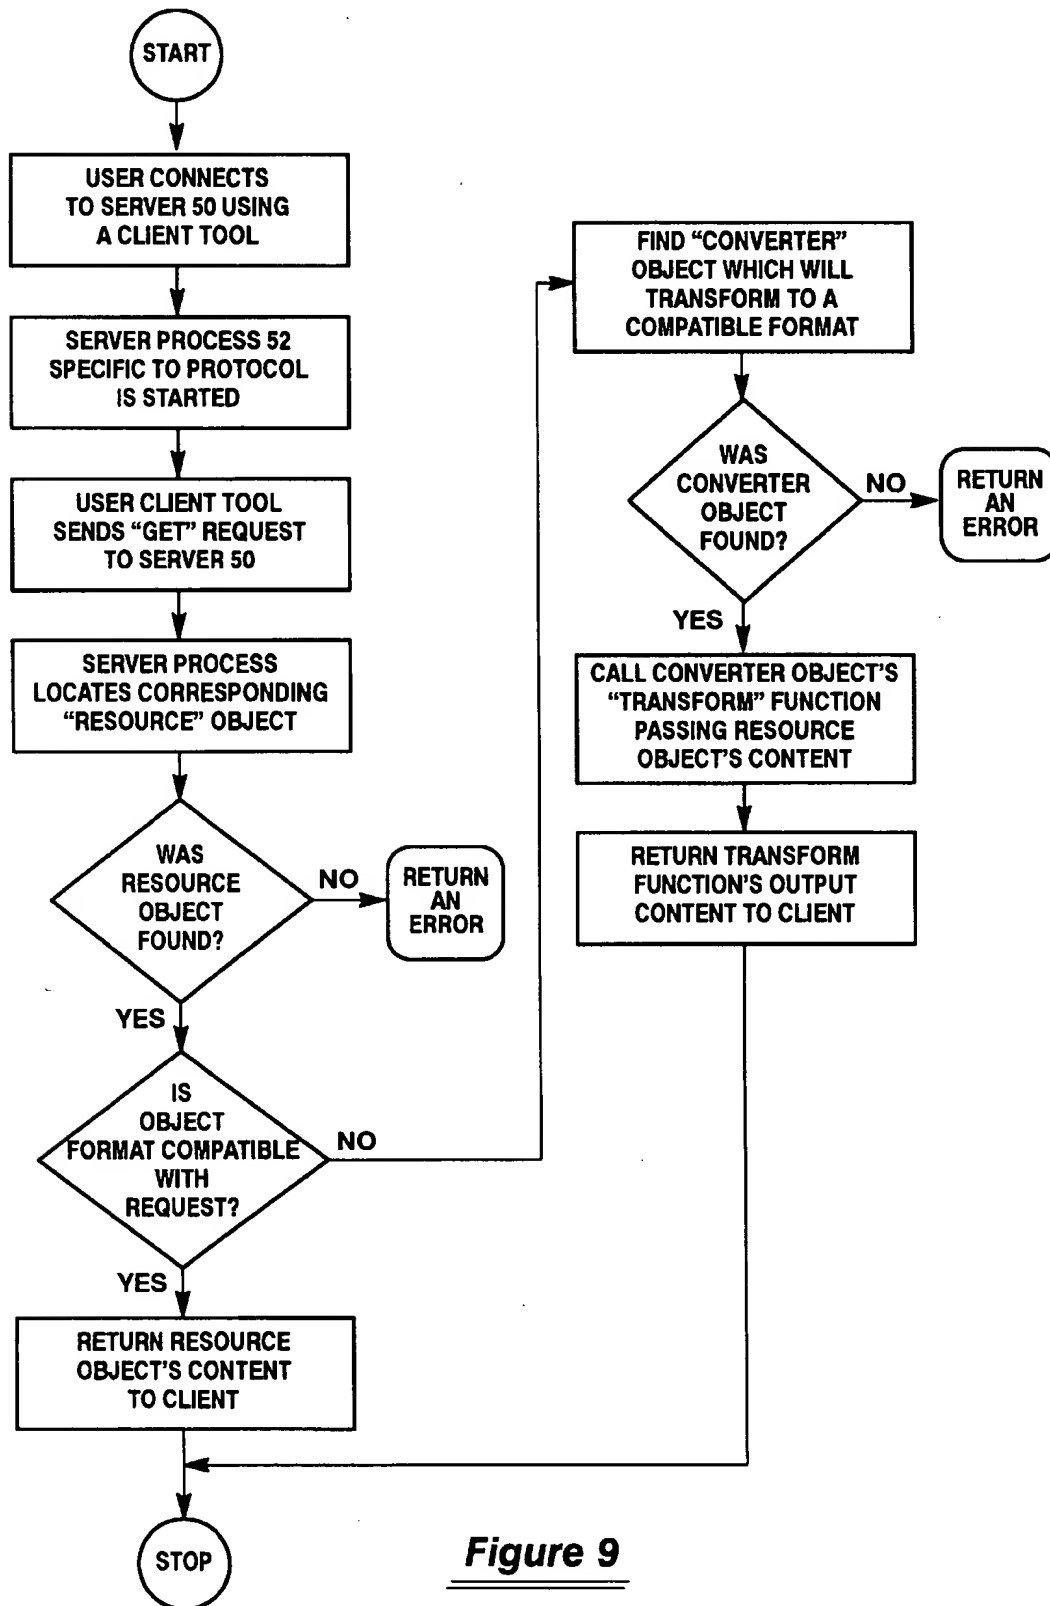 START
USER CONNECTS
TO SERVER 50 USING
A CLIENT TOOL
SERVER PROCESS 52
SPECIFIC TO PROTOCOL
IS STARTED
USER CLIENT TOOL
SENDS “GET” REQUEST
TO SERVER 50
SERVER PROCESS
LOCATES CORRESPONDING
“RESOURCE” OBJECT
WAS
RESOURCE
OBJECT
FOUND?
NO
RETURN
AN
ERROR
YES
IS
OBJECT
FORMAT COMPATIBLE
WITH
REQUEST?
NO
YES
RETURN RESOURCE
OBJECT'S CONTENT
TO CLIENT
STOP
FIND “CONVERTER”
OBJECT WHICH WILL
TRANSFORM TO A
COMPATIBLE FORMAT
WAS
CONVERTER
OBJECT
FOUND?
NO
RETURN
AN
ERROR
YES
CALL CONVERTER OBJECT'S
“TRANSFORM” FUNCTION
PASSING RESOURCE
OBJECT'S CONTENT
RETURN TRANSFORM
FUNCTION'S OUTPUT
CONTENT TO CLIENT
Figure 9